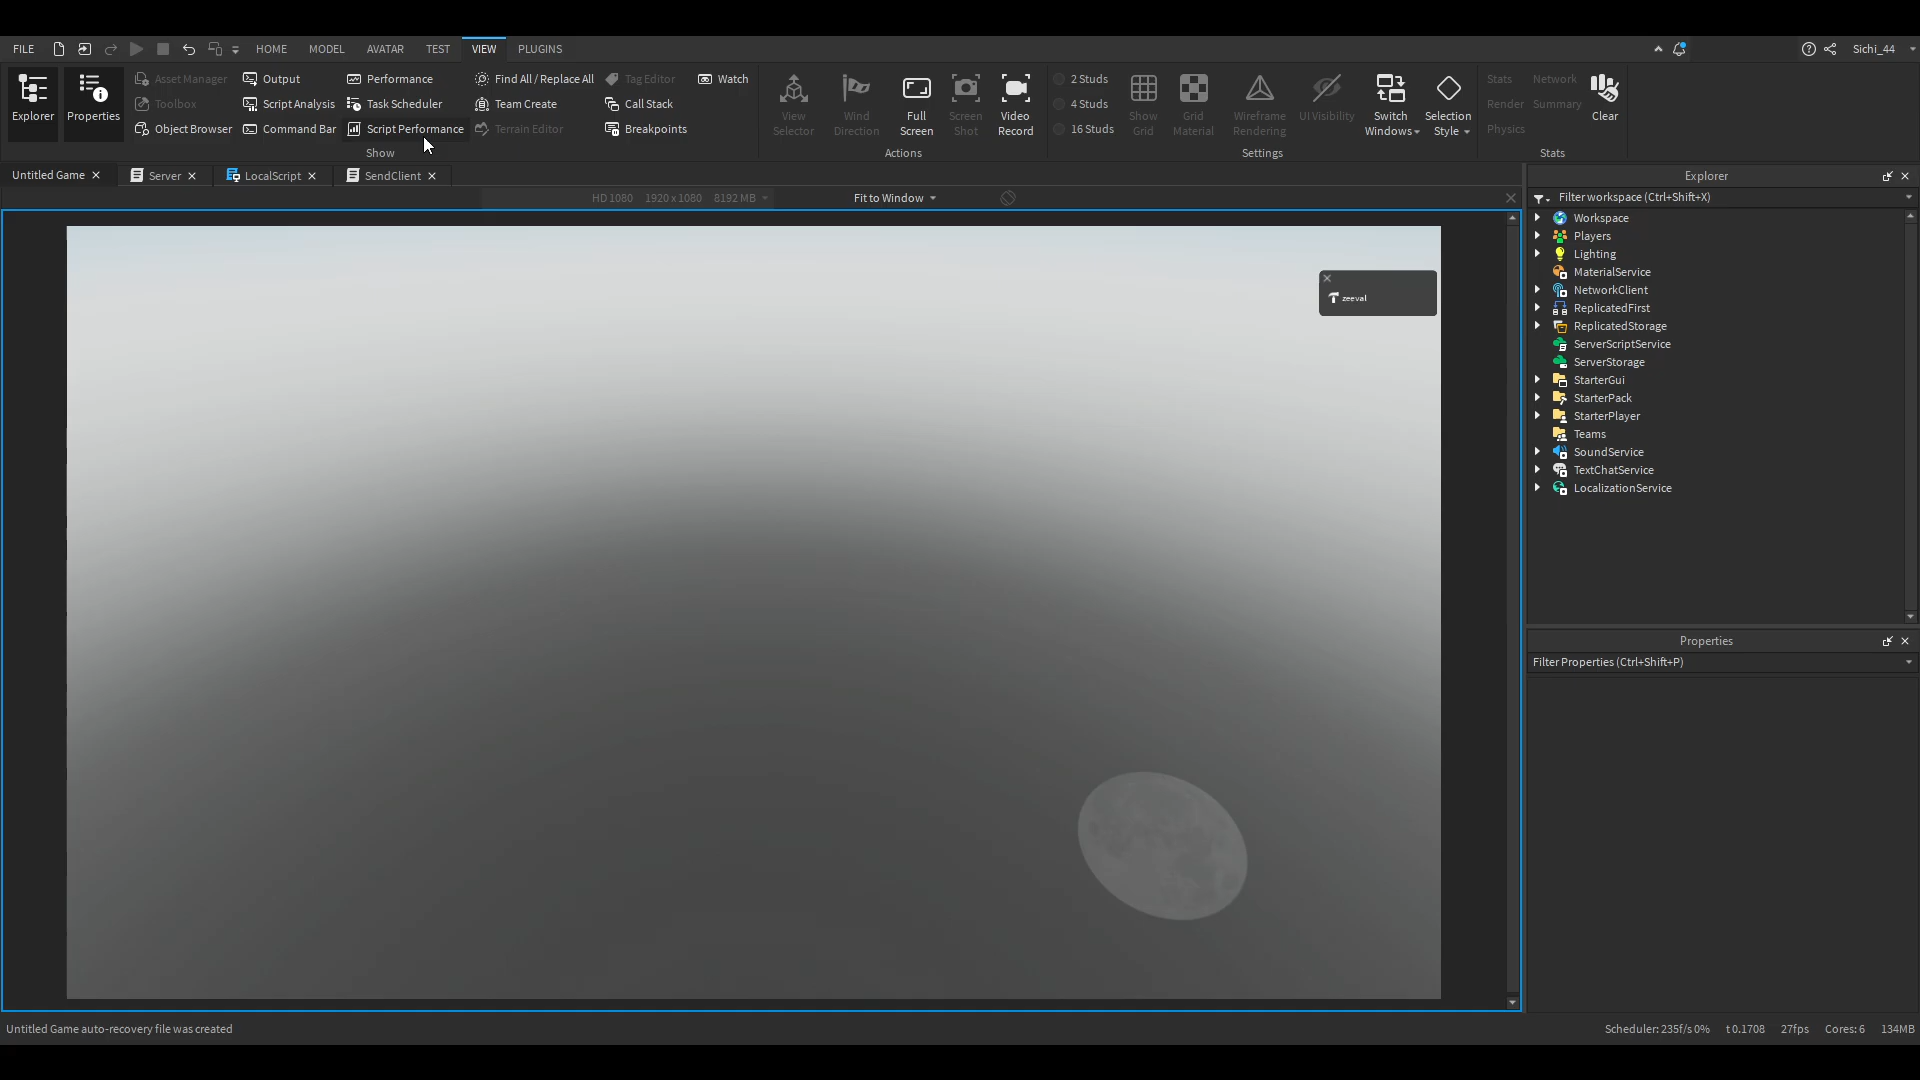 FILE HOME MODEL AVATAR TEST VIEW PLUGINS Sichi_44
Asset Manager Output Performance Find All / Replace All Tag Editor Watch 2 Studs Stats Network
Toolbox Script Analysis Task Scheduler Team Create Call Stack 4 Studs Render Summary
Object Browser Command Bar Script Performance Terrain Editor Breakpoints 16 Studs Physics
Explorer Properties View Selector Wind Direction Full Screen Screen Shot Video Record Show Grid Grid Material Wireframe Rendering UI Visibility Switch Windows Selection Style Clear
Show Actions Settings Stats
Untitled Game Server LocalScript SendClient
HD 1080 1920 x 1080 8192 MB Fit to Window
zeeval
Explorer
Filter workspace (Ctrl+Shift+X)
Workspace
Players
Lighting
MaterialService
NetworkClient
ReplicatedFirst
ReplicatedStorage
ServerScriptService
ServerStorage
StarterGui
StarterPack
StarterPlayer
Teams
SoundService
TextChatService
LocalizationService
Properties
Filter Properties (Ctrl+Shift+P)
Untitled Game auto-recovery file was created
Scheduler: 235f/s 0% t 0.1708 27fps Cores: 6 134MB